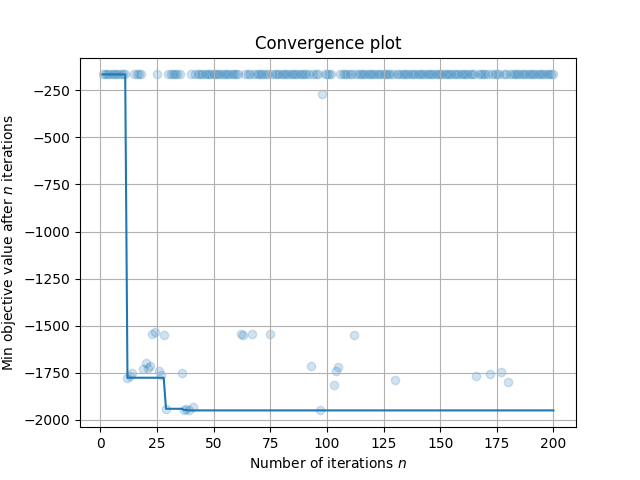 Convergence plot
Min objective value after n iterations
−250
−500
−750
−1000
−1250
−1500
−1750
−2000
0 25 50 75 100 125 150 175 200
Number of iterations n